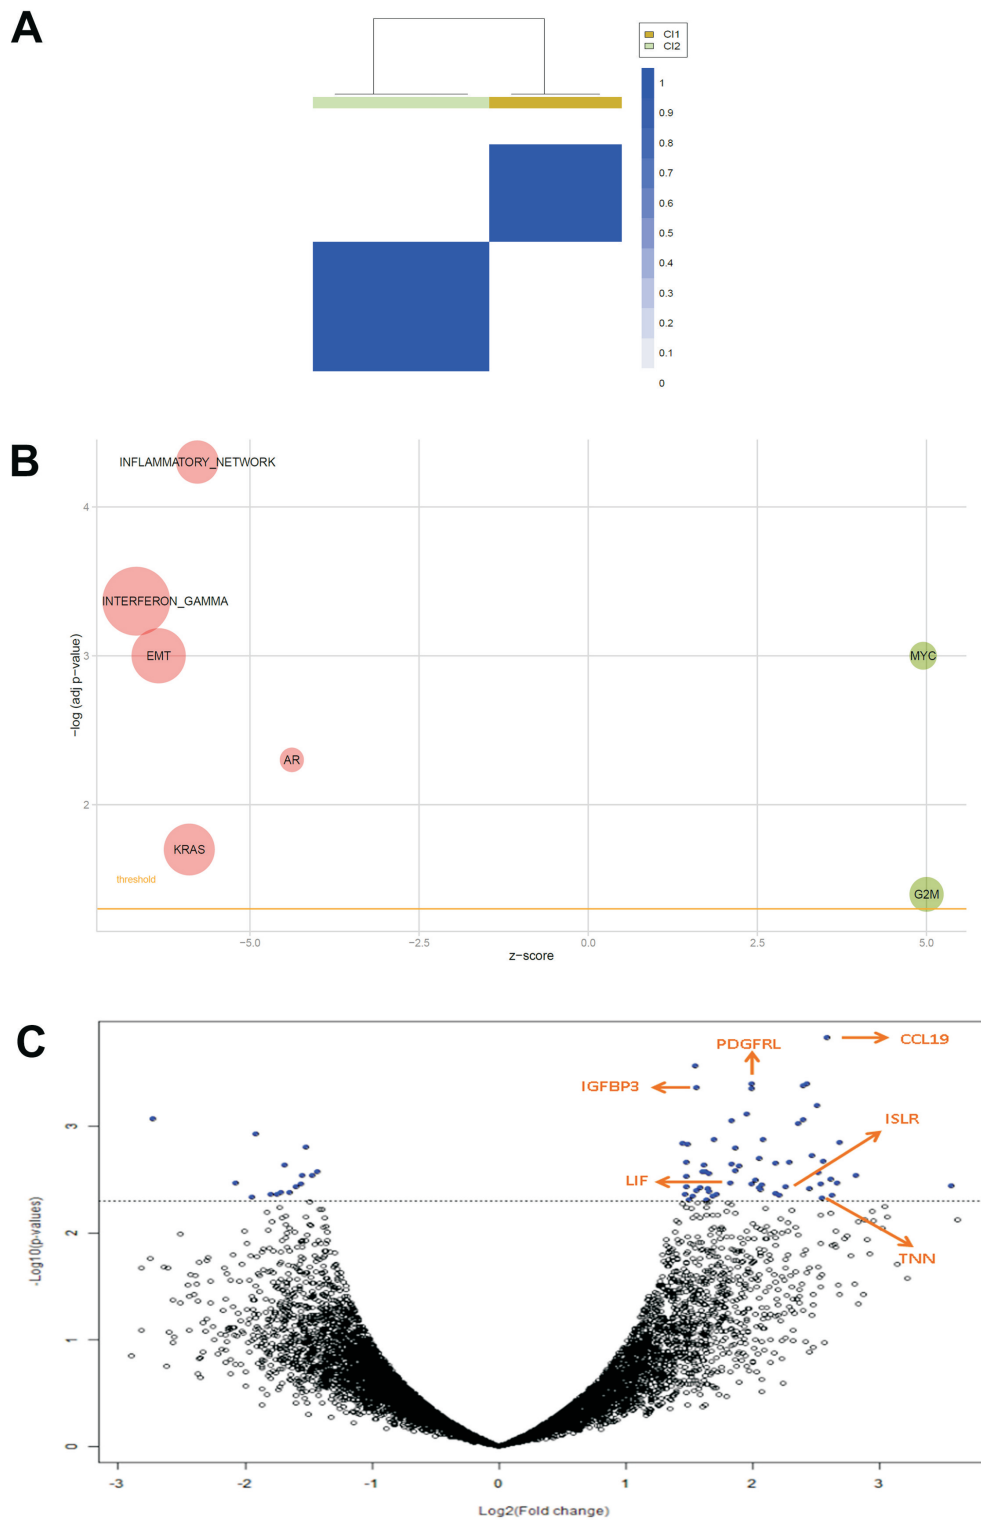 A
Cl1
Cl2
1
0.9
0.8
0.7
0.6
0.5
0.4
0.3
0.2
0.1
0
B
INFLAMMATORY_NETWORK
4
INTERFERON_GAMMA
EMT
3
MYC
AR
2
KRAS
threshold
G2M
-log (adj p-value)
−5.0
−2.5
0.0
2.5
5.0
z-score
C
CCL19
PDGFRL
IGFBP3
ISLR
LIF
TNN
3
2
1
0
-Log10(p-values)
-3
-2
-1
0
1
2
3
Log2(Fold change)